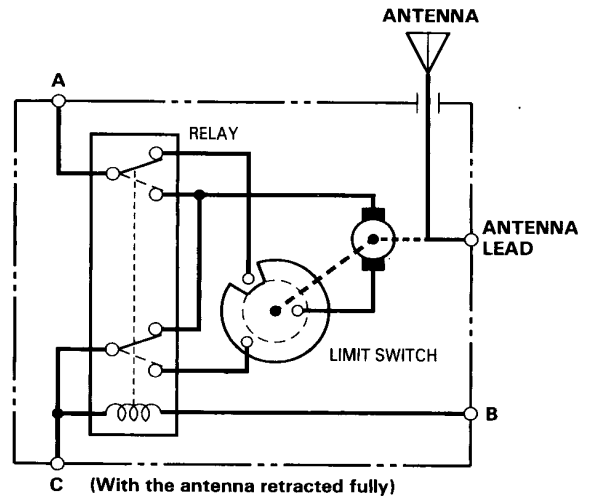 ANTENNA
A
RELAY
ANTENNA
LEAD
LIMIT SWITCH
B
C (With the antenna retracted fully)